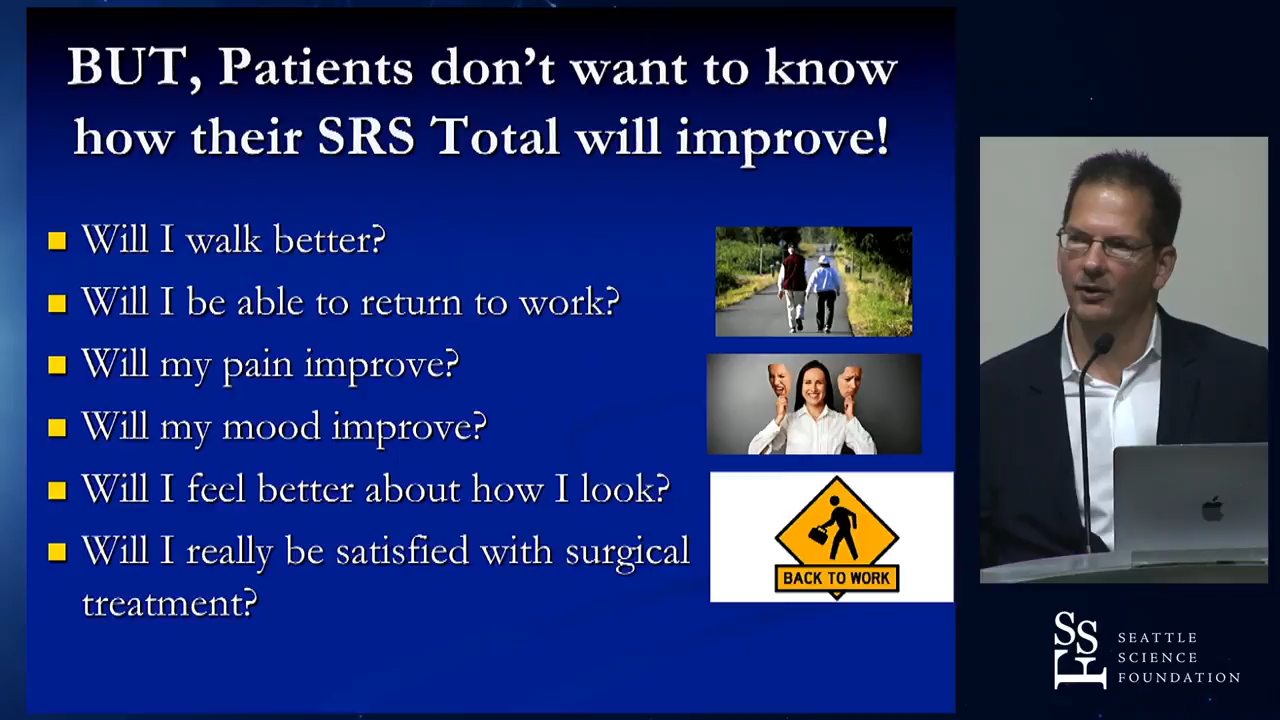 BUT, Patients don't want to know
how their SRS Total will improve!
Will I walk better?
Will I be able to return to work?
Will my pain improve?
Will my mood improve?
Will I feel better about how I look?
Will I really be satisfied with surgical
treatment?
BACK TO WORK
SSF
SEATTLE
SCIENCE
FOUNDATION